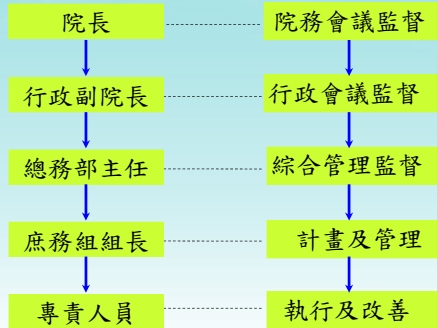 院長
院務會議監督
行政副院長
行政會議監督
總務部主任
綜合管理監督
庶務組組長
計畫及管理
專責人員
執行及改善